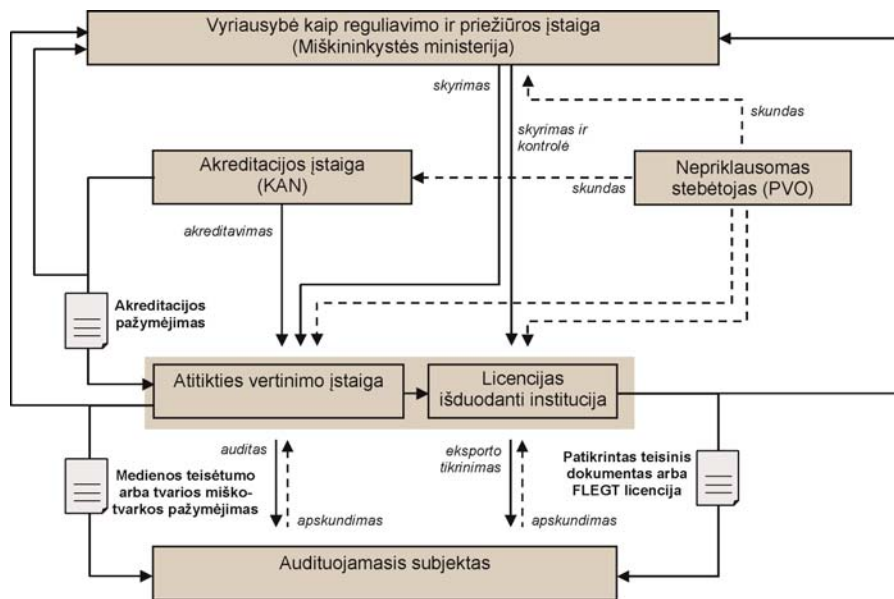 Vyriausybė kaip reguliavimo ir priežiūros įstaiga
(Miškininkystės ministerija)
skyrimas
skundas
skyrimas ir
kontrolė
Akreditacijos įstaiga
(KAN)
Nepriklausomas
stebėtojas (PVO)
skundas
akreditavimas
Akreditacijos
pažymėjimas
Atitikties vertinimo įstaiga
Licencijas
išduodanti institucija
auditas
eksporto
tikrinimas
Patikrintas teisinis
dokumentas arba
FLEGT licencija
Medienos teisėtumo
arba tvarios miško-
tvarkos pažymėjimas
apskundimas
apskundimas
Audituojamasis subjektas